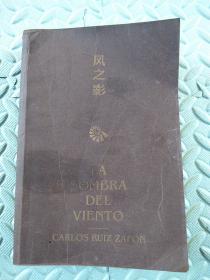 风之影
LA
SOMBRA
DEL
VIENTO
CARLOS RUIZ ZAFÓN